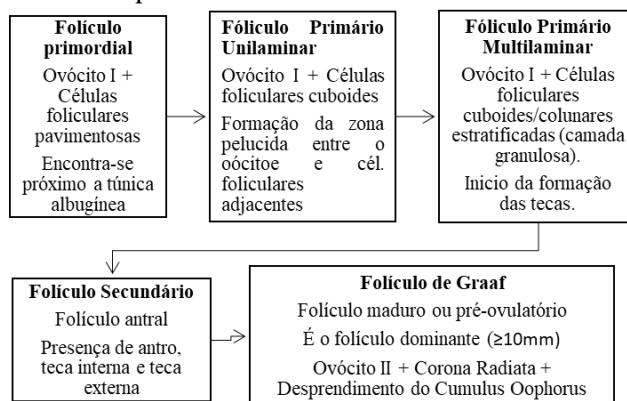 Folículo
primordial
Ovócito I +
Células
foliculares
pavimentosas
Encontra-se
próximo a túnica
albugínea
Fóliculo Primário
Unilaminar
Ovócito I + Células
foliculares cuboides
Formação da zona
pelucida entre o
oócitoe e cél.
foliculares
adjacentes
Fóliculo Primário
Multilaminar
Ovócito I + Células
foliculares
cuboides/colunares
estratificadas (camada
granulosa).
Inicio da formação
das tecas.
Folículo Secundário
Folículo antral
Presença de antro,
teca interna e teca
externa
Folículo de Graaf
Folículo maduro ou pré-ovulatório
É o folículo dominante (≥10mm)
Ovócito II + Corona Radiata +
Desprendimento do Cumulus Oophorus